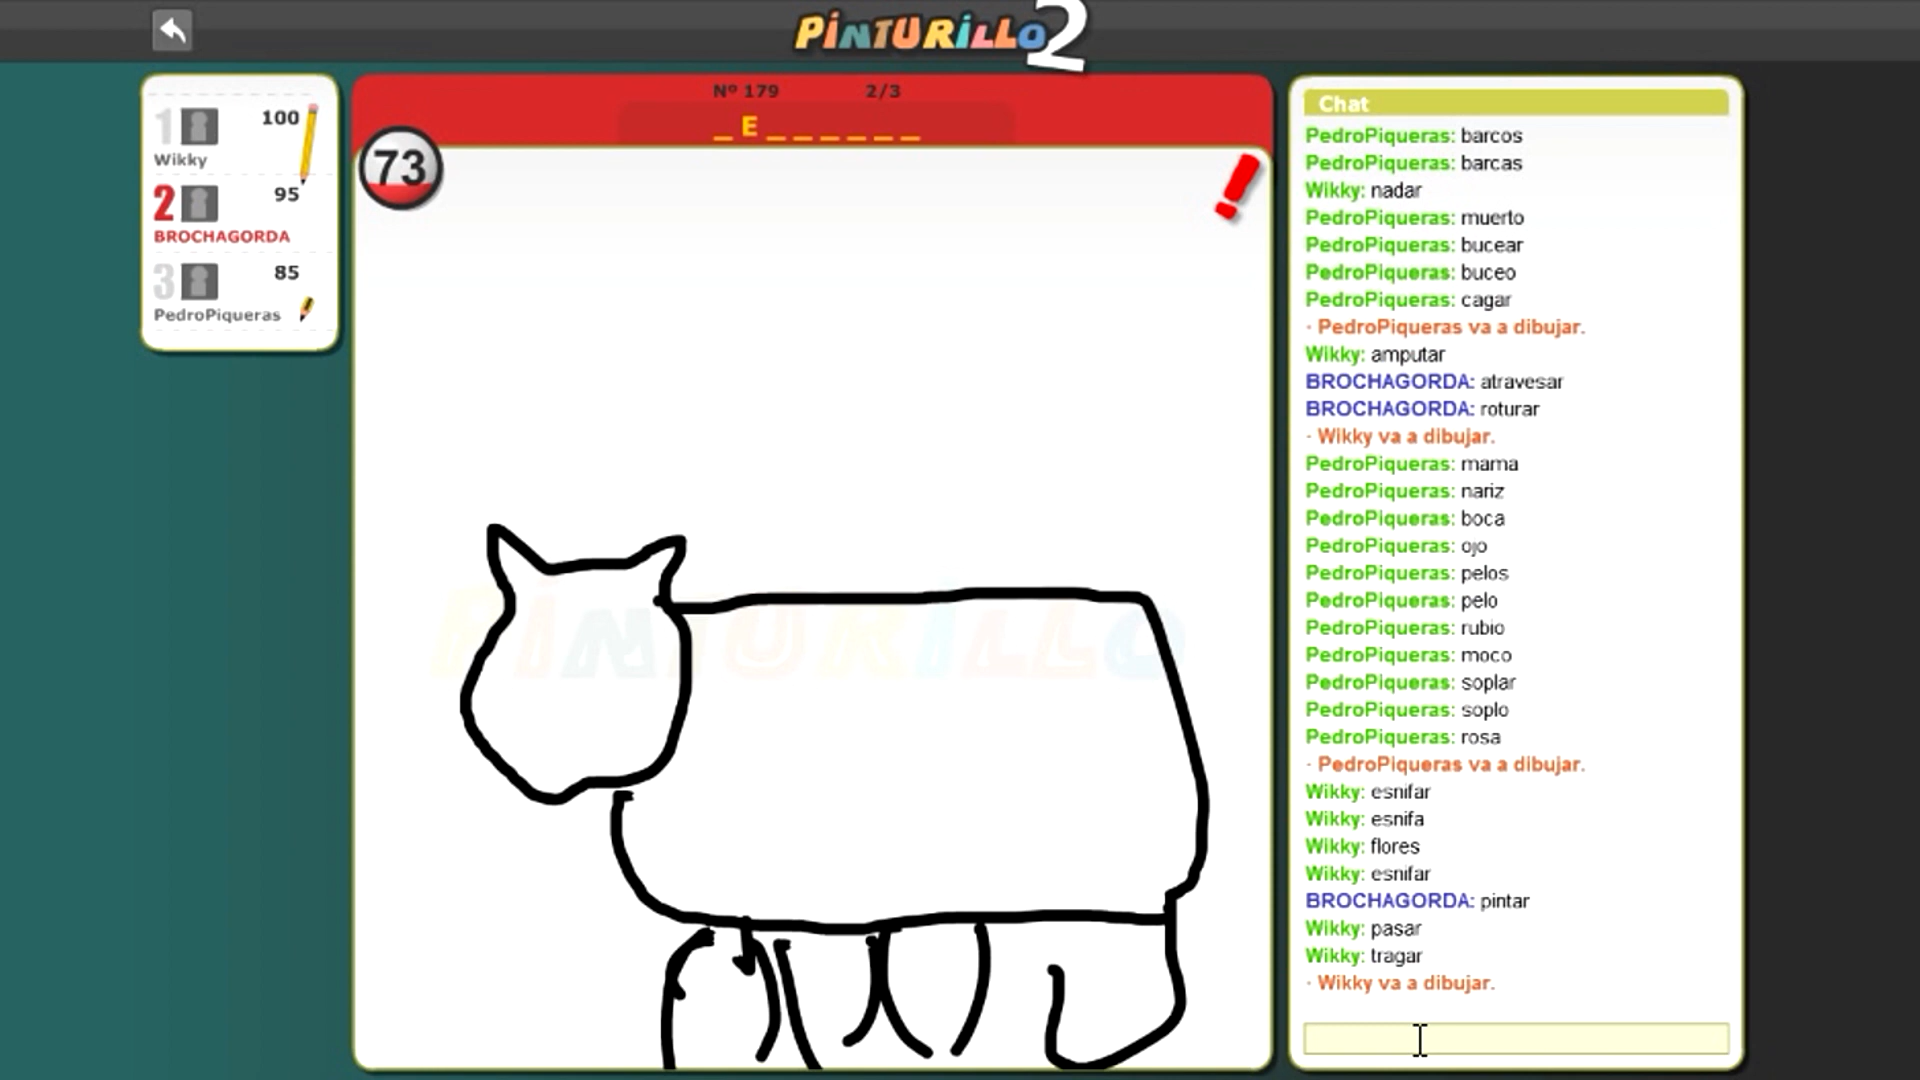 PINTURILLO 2
1 100
Wikky
2 95
BROCHAGORDA
3 85
PedroPiqueras
Nº 179 2/3
_ E _ _ _ _ _ _
73
!
PINTURILLO
Chat
PedroPiqueras: barcos
PedroPiqueras: barcas
Wikky: nadar
PedroPiqueras: muerto
PedroPiqueras: bucear
PedroPiqueras: buceo
PedroPiqueras: cagar
· PedroPiqueras va a dibujar.
Wikky: amputar
BROCHAGORDA: atravesar
BROCHAGORDA: roturar
· Wikky va a dibujar.
PedroPiqueras: mama
PedroPiqueras: nariz
PedroPiqueras: boca
PedroPiqueras: ojo
PedroPiqueras: pelos
PedroPiqueras: pelo
PedroPiqueras: rubio
PedroPiqueras: moco
PedroPiqueras: soplar
PedroPiqueras: soplo
PedroPiqueras: rosa
· PedroPiqueras va a dibujar.
Wikky: esnifar
Wikky: esnifa
Wikky: flores
Wikky: esnifar
BROCHAGORDA: pintar
Wikky: pasar
Wikky: tragar
· Wikky va a dibujar.